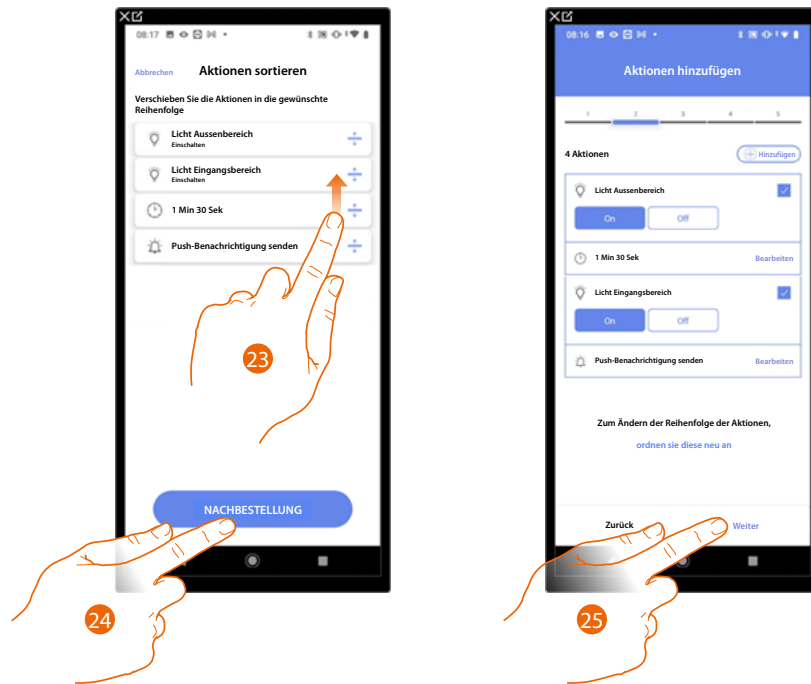 08:17
Abbrechen Aktionen sortieren
Verschieben Sie die Aktionen in die gewünschte
Reihenfolge
Licht Aussenbereich
Einschalten
Licht Eingangsbereich
Einschalten
1 Min 30 Sek
Push-Benachrichtigung senden
23
NACHBESTELLUNG
24
08:16
Aktionen hinzufügen
1 2 3 4 5
4 Aktionen Hinzufügen
Licht Aussenbereich
On Off
1 Min 30 Sek Bearbeiten
Licht Eingangsbereich
On Off
Push-Benachrichtigung senden Bearbeiten
Zum Ändern der Reihenfolge der Aktionen,
ordnen sie diese neu an
Zurück Weiter
25